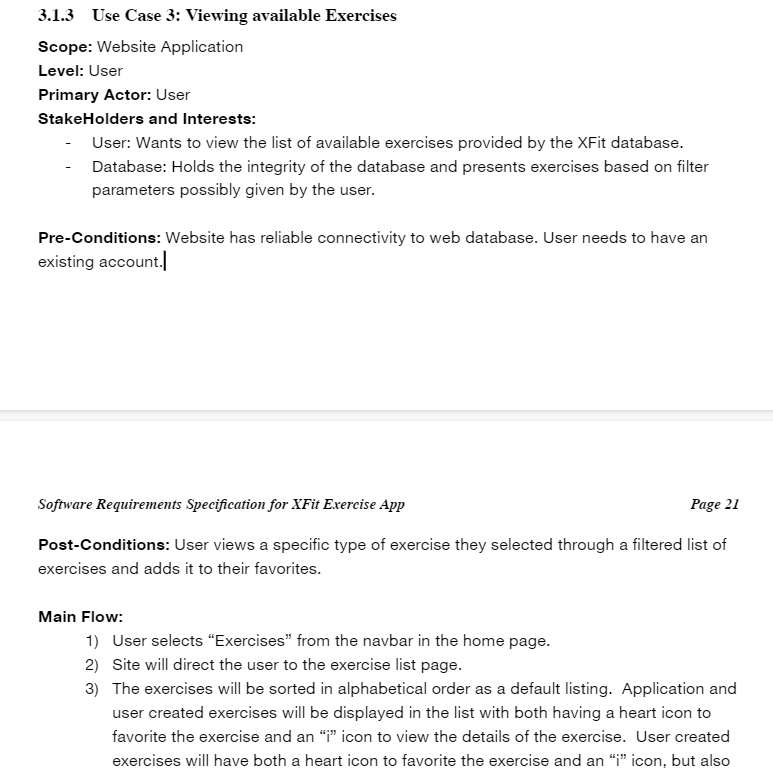 3.1.3 Use Case 3: Viewing available Exercises
Scope: Website Application
Level: User
Primary Actor: User
StakeHolders and Interests:
- User: Wants to view the list of available exercises provided by the XFit database.
- Database: Holds the integrity of the database and presents exercises based on filter
parameters possibly given by the user.
Pre-Conditions: Website has reliable connectivity to web database. User needs to have an
existing account.
Software Requirements Specification for XFit Exercise App Page 21
Post-Conditions: User views a specific type of exercise they selected through a filtered list of
exercises and adds it to their favorites.
Main Flow:
1) User selects “Exercises” from the navbar in the home page.
2) Site will direct the user to the exercise list page.
3) The exercises will be sorted in alphabetical order as a default listing. Application and
user created exercises will be displayed in the list with both having a heart icon to
favorite the exercise and an “i” icon to view the details of the exercise. User created
exercises will have both a heart icon to favorite the exercise and an “i” icon, but also